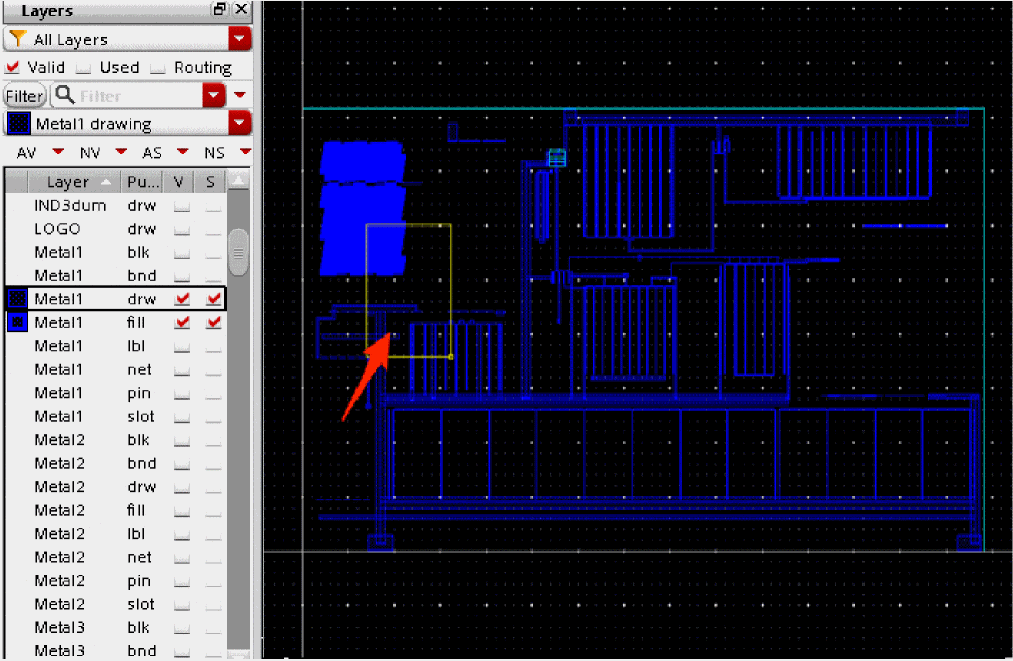 Layers
All Layers
Valid Used Routing
Filter Filter
Metal1 drawing
AV NV AS NS
Layer Pu... V S
IND3dum drw
LOGO drw
Metal1 blk
Metal1 bnd
Metal1 drw
Metal1 fill
Metal1 lbl
Metal1 net
Metal1 pin
Metal1 slot
Metal2 blk
Metal2 bnd
Metal2 drw
Metal2 fill
Metal2 lbl
Metal2 net
Metal2 pin
Metal2 slot
Metal3 blk
Metal3 bnd